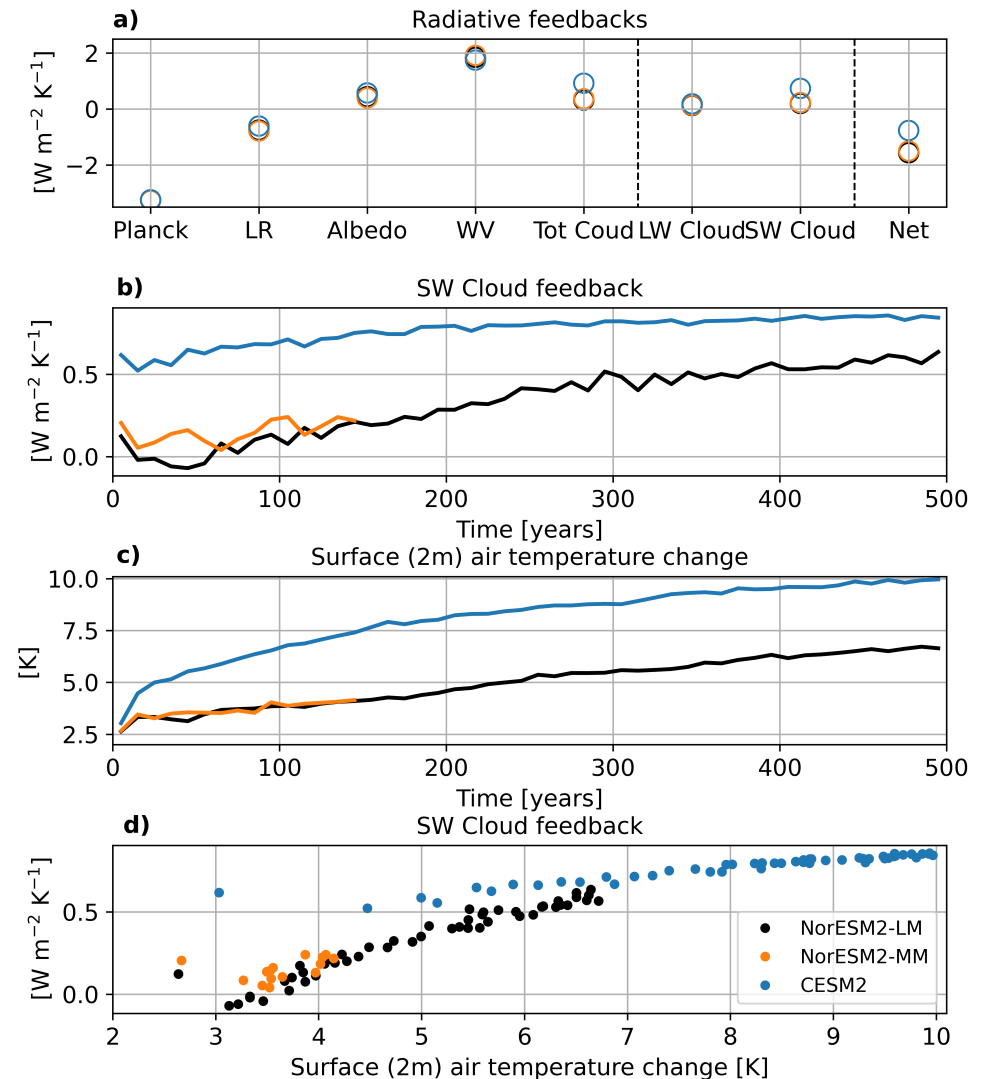 a) Radiative feedbacks
[W m−2 K−1]
2
0
−2
Planck LR Albedo WV Tot Coud LW Cloud SW Cloud Net
b) SW Cloud feedback
[W m−2 K−1]
0.5
0.0
0 100 200 300 400 500
Time [years]
c) Surface (2m) air temperature change
[K]
10.0
7.5
5.0
2.5
0 100 200 300 400 500
Time [years]
d) SW Cloud feedback
[W m−2 K−1]
0.5
0.0
NorESM2-LM
NorESM2-MM
CESM2
2 3 4 5 6 7 8 9 10
Surface (2m) air temperature change [K]